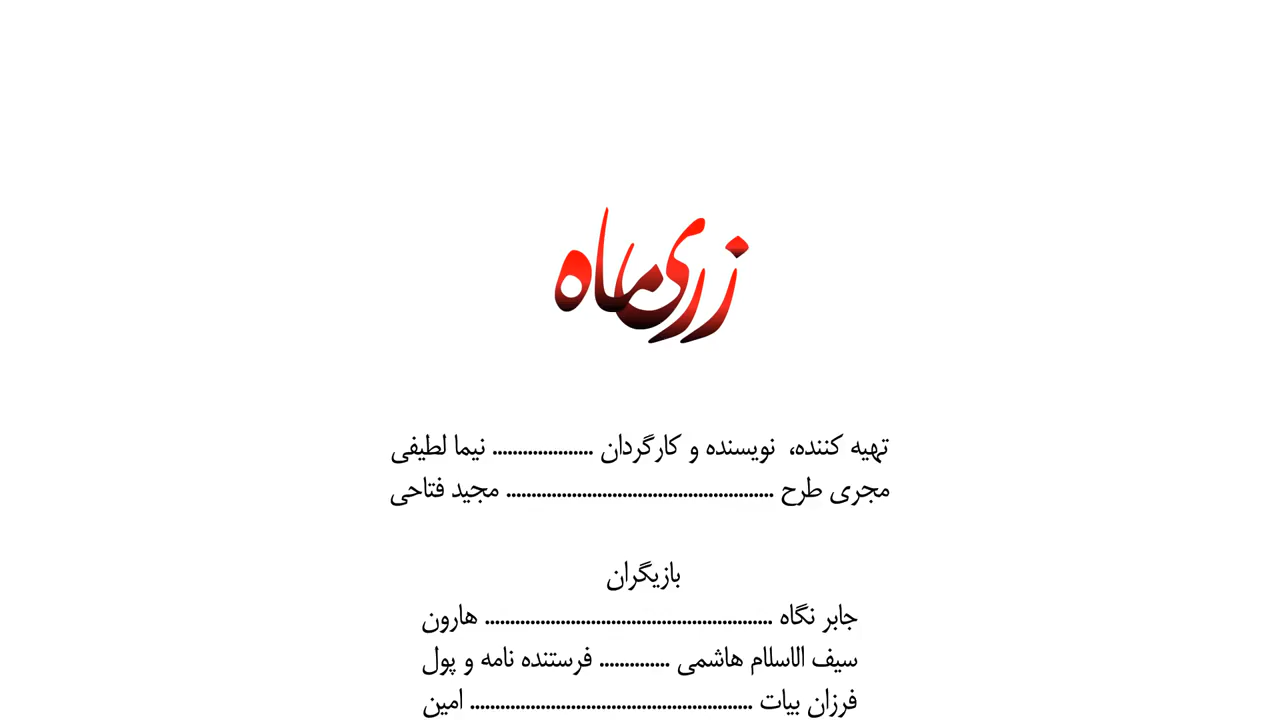 زری‌ماه
تهیه کننده، نویسنده و کارگردان .................... نیما لطیفی
مجری طرح ..................................................... مجید فتاحی
بازیگران
جابر نگاه ......................................................... هارون
سیف الاسلام هاشمی .............. فرستنده نامه و پول
فرزان بیات ........................................................ امین